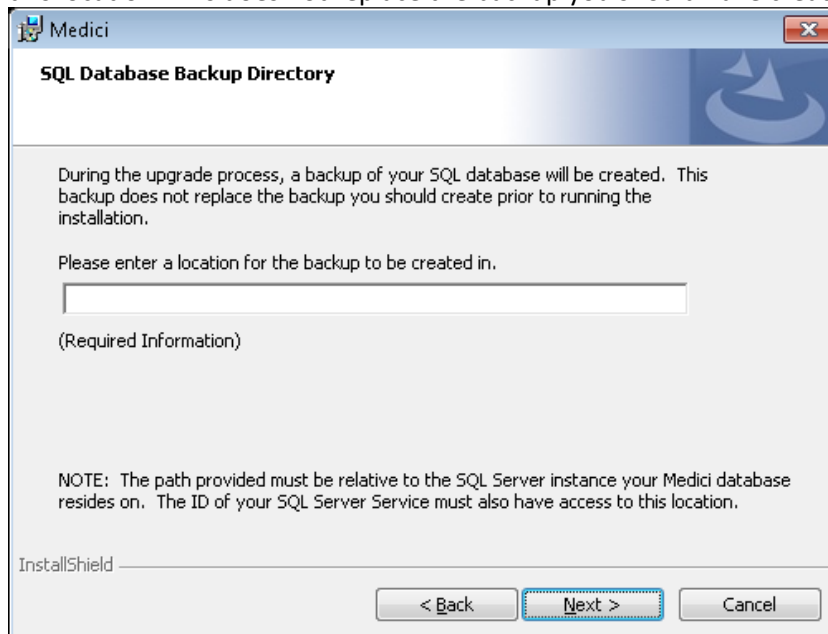 Medici
SQL Database Backup Directory
During the upgrade process, a backup of your SQL database will be created.  This
backup does not replace the backup you should create prior to running the
installation.
Please enter a location for the backup to be created in.
(Required Information)
NOTE:  The path provided must be relative to the SQL Server instance your Medici database
resides on.  The ID of your SQL Server Service must also have access to this location.
InstallShield
< Back
Next >
Cancel